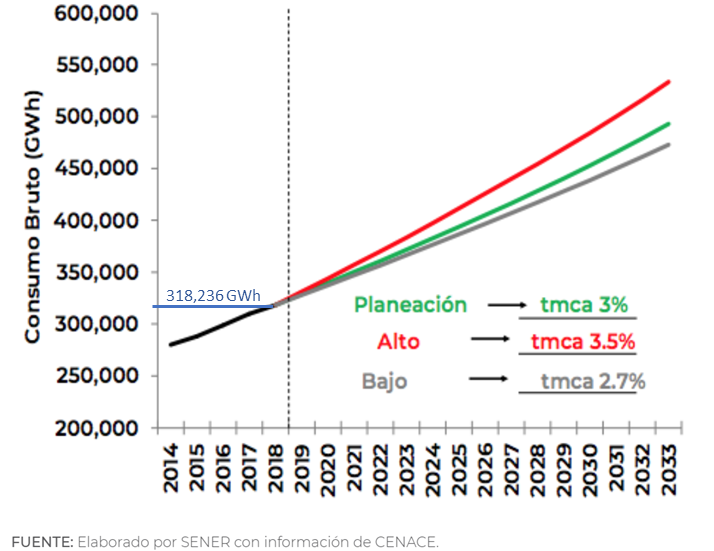 Consumo Bruto (GWh)
600,000
550,000
500,000
450,000
400,000
350,000
300,000
250,000
200,000
318,236 GWh
Planeación tmca 3%
Alto tmca 3.5%
Bajo tmca 2.7%
2014 2015 2016 2017 2018 2019 2020 2021 2022 2023 2024 2025 2026 2027 2028 2029 2030 2031 2032 2033
FUENTE: Elaborado por SENER con información de CENACE.